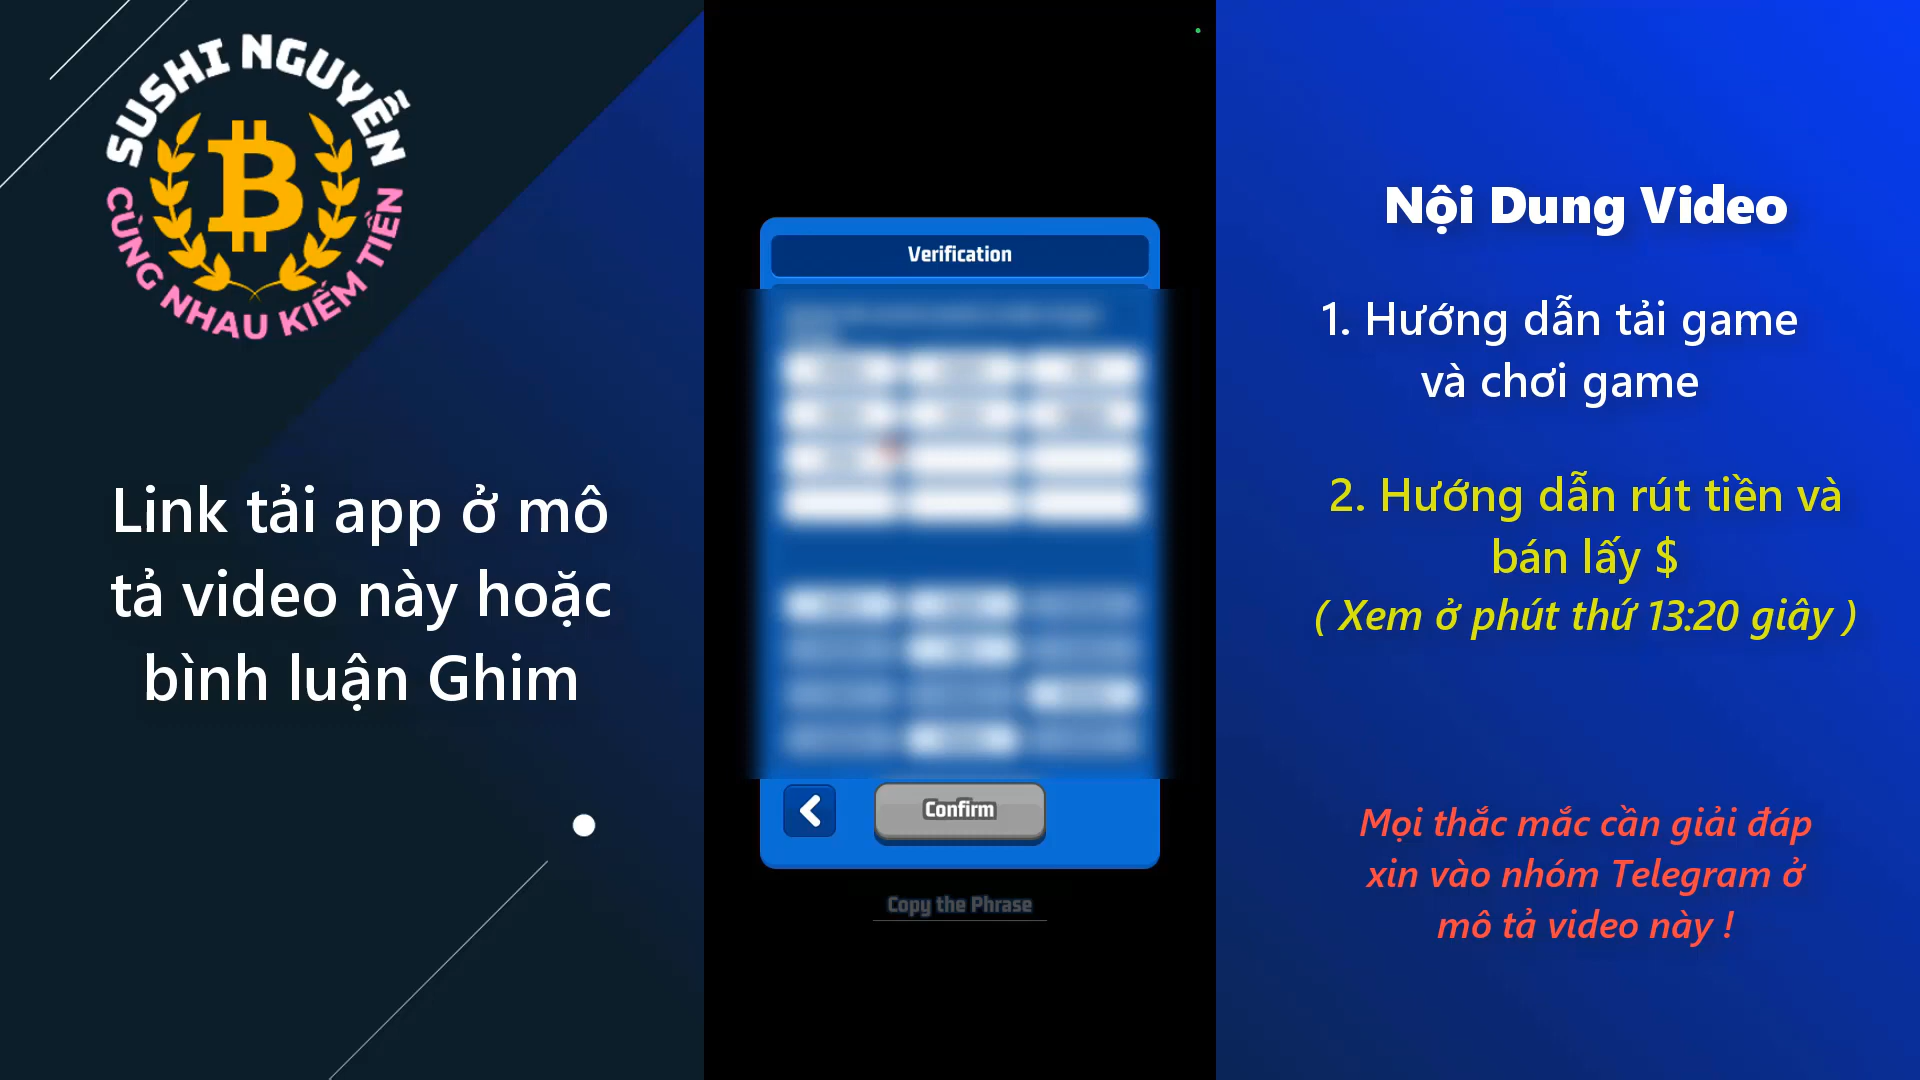 SUSHI NGUYỄN
CÙNG NHAU KIẾM TIỀN
Link tải app ở mô
tả video này hoặc
bình luận Ghim
Verification
Confirm
Copy the Phrase
Nội Dung Video
1. Hướng dẫn tải game
và chơi game
2. Hướng dẫn rút tiền và
bán lấy $
( Xem ở phút thứ 13:20 giây )
Mọi thắc mắc cần giải đáp
xin vào nhóm Telegram ở
mô tả video này !